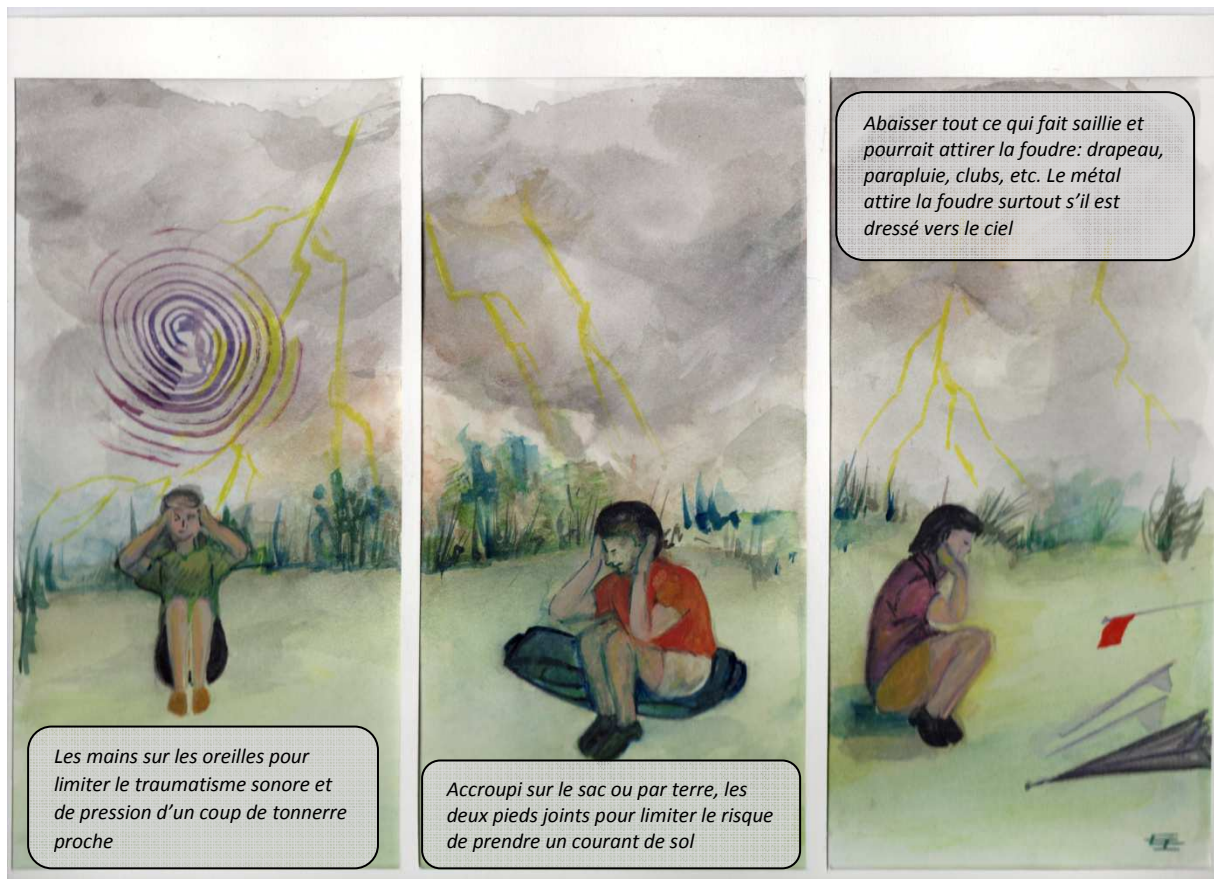 Les mains sur les oreilles pour
limiter le traumatisme sonore et
de pression d'un coup de tonnerre
proche
Accroupi sur le sac ou par terre, les
deux pieds joints pour limiter le risque
de prendre un courant de sol
Abaisser tout ce qui fait saillie et
pourrait attirer la foudre: drapeau,
parapluie, clubs, etc. Le métal
attire la foudre surtout s'il est
dressé vers le ciel